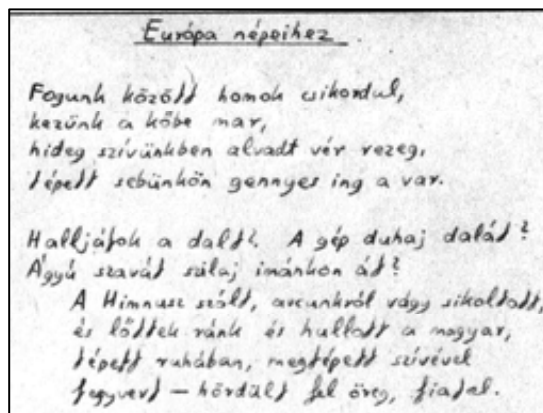 Európa népeihez
Fogunk között homok csikordul,
kezünk a kőbe mar,
hideg szívünkben alvadt vér rezeg,
tépett sebünkön gennyes ing a var.
Halljátok a dalt? A gép duhaj dalát?
Ágyú szavát szilaj imánkon át?
A Himnusz szólt, arcunkról vágy sikoltott,
és lőttek ránk és hullott a magyar,
tépett ruhában, megtépett szívével
fegyvert – hördült fel öreg, fiatal.